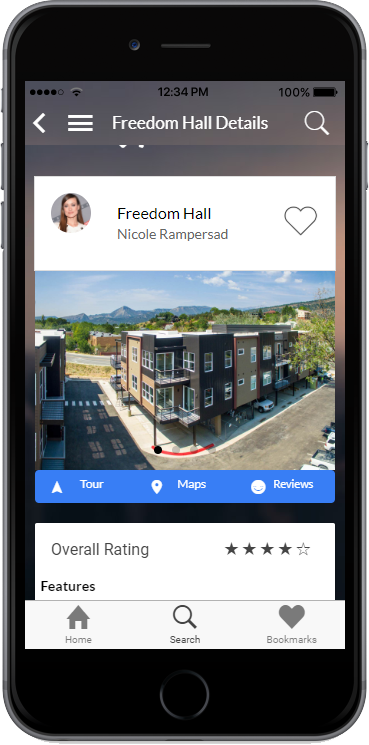 12:34 PM
100%
Freedom Hall Details
Freedom Hall
Nicole Rampersad
Tour Maps Reviews
Overall Rating
Features
Home Search Bookmarks